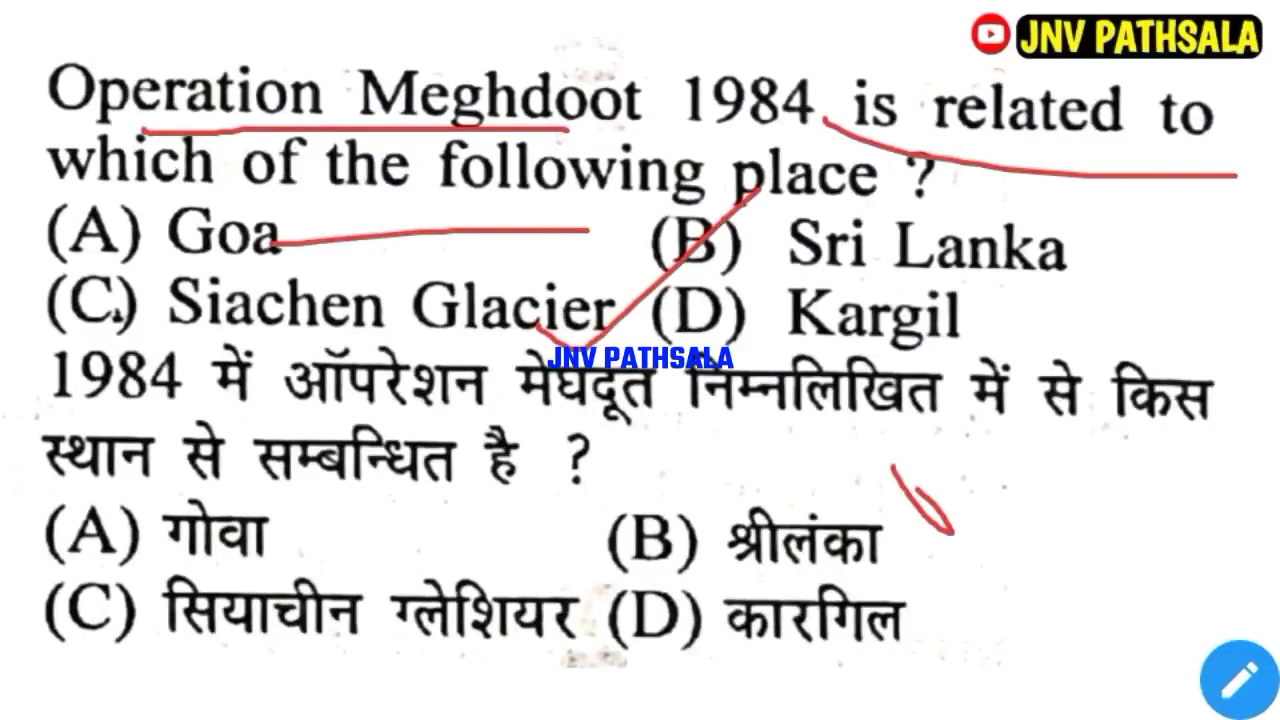 JNV PATHSALA
Operation Meghdoot 1984 is related to
which of the following place ?
(A) Goa (B) Sri Lanka
(C) Siachen Glacier (D) Kargil
JNV PATHSALA
1984 में ऑपरेशन मेघदूत निम्नलिखित में से किस
स्थान से सम्बन्धित है ?
(A) गोवा (B) श्रीलंका
(C) सियाचीन ग्लेशियर (D) कारगिल